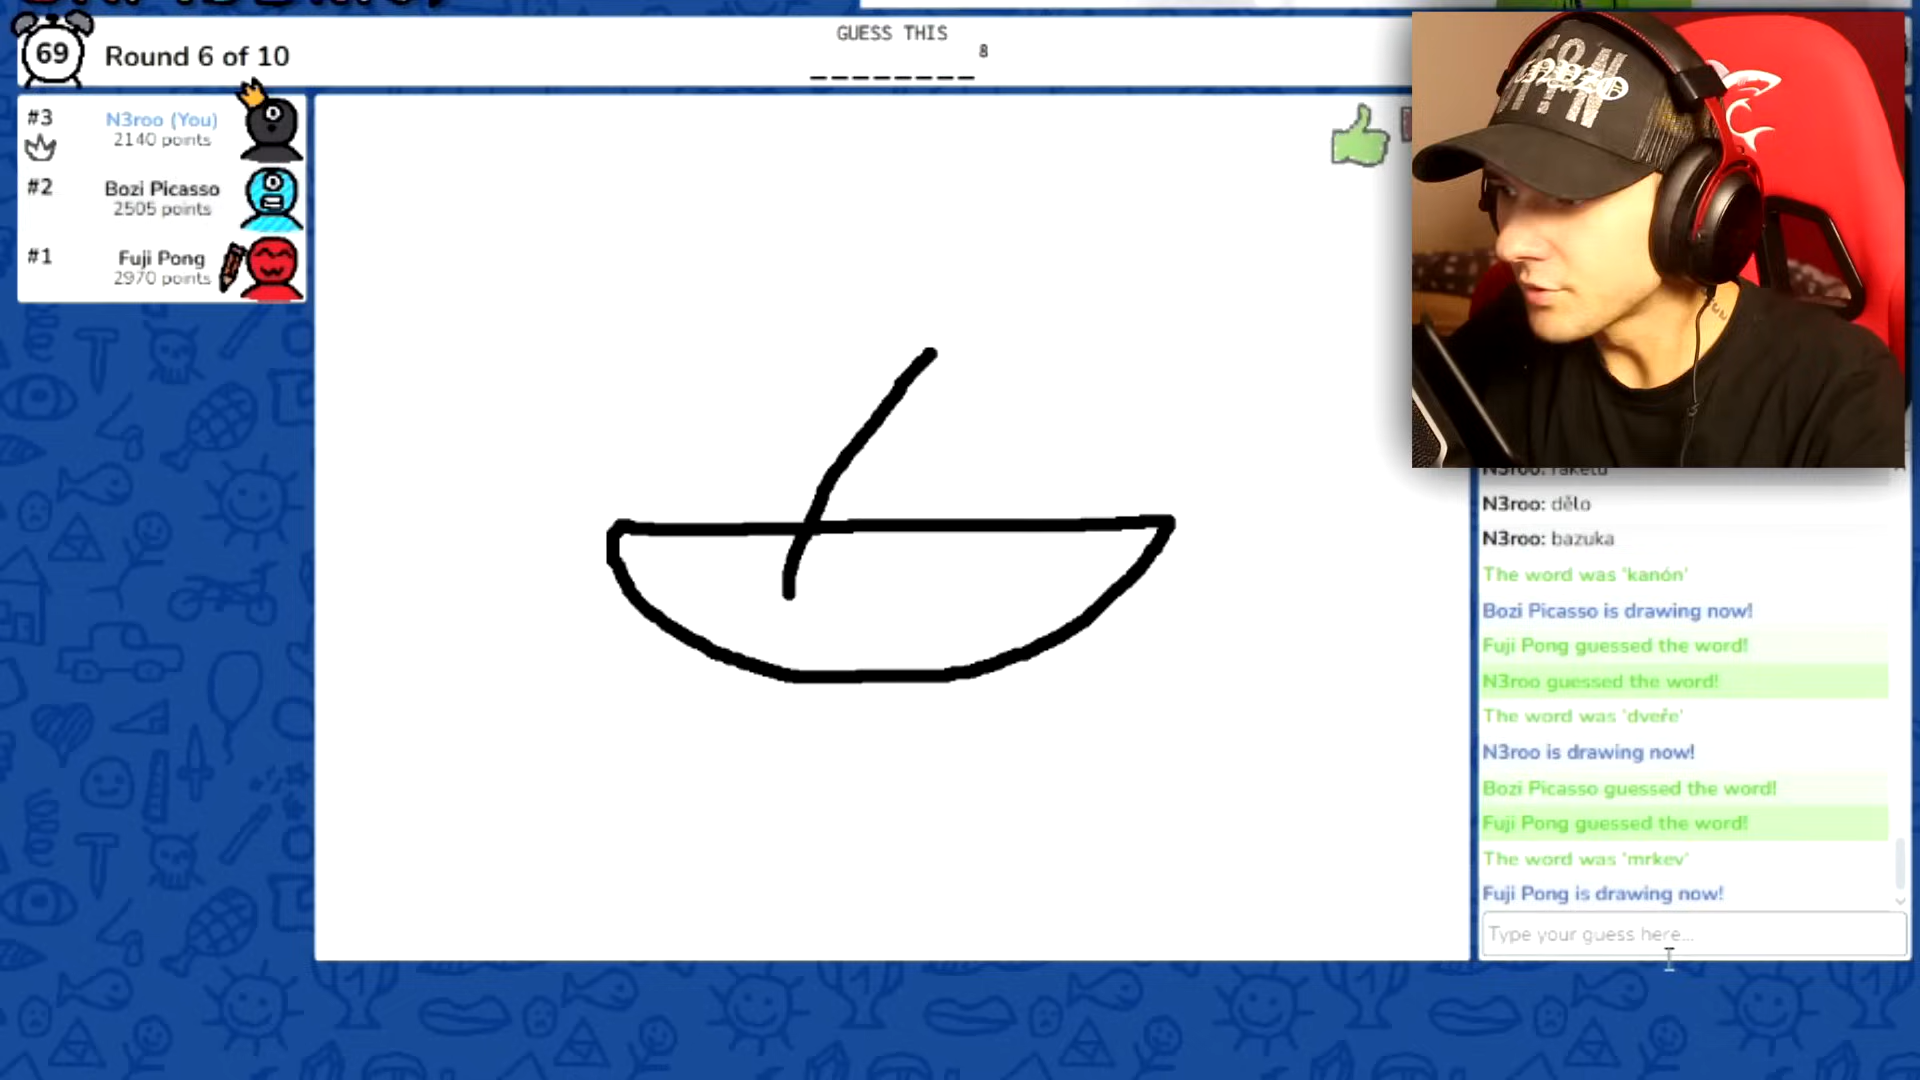 69
Round 6 of 10
GUESS THIS
________ 8
#3 N3roo (You)
2140 points
#2 Bozi Picasso
2505 points
#1 Fuji Pong
2970 points
N3roo: raketu
N3roo: dělo
N3roo: bazuka
The word was 'kanón'
Bozi Picasso is drawing now!
Fuji Pong guessed the word!
N3roo guessed the word!
The word was 'dveře'
N3roo is drawing now!
Bozi Picasso guessed the word!
Fuji Pong guessed the word!
The word was 'mrkev'
Fuji Pong is drawing now!
Type your guess here...